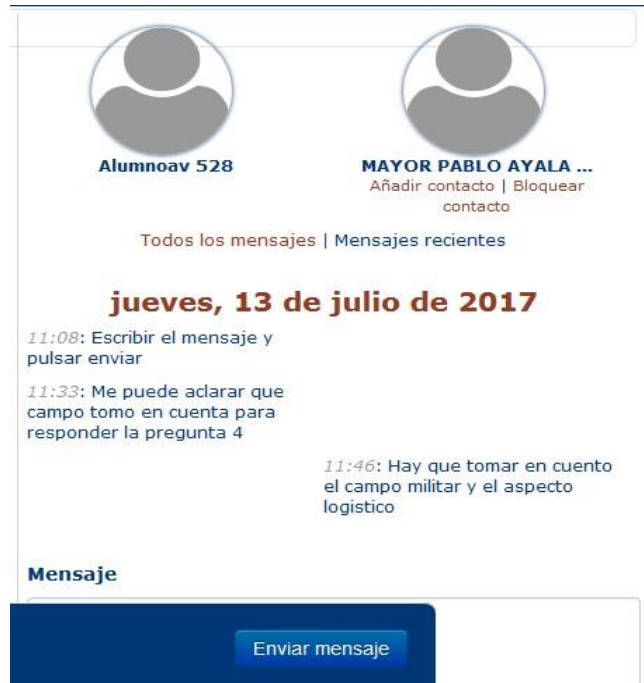 Alumnoav 528
MAYOR PABLO AYALA ...
Añadir contacto | Bloquear
contacto
Todos los mensajes | Mensajes recientes
jueves, 13 de julio de 2017
11:08: Escribir el mensaje y
pulsar enviar
11:33: Me puede aclarar que
campo tomo en cuenta para
responder la pregunta 4
11:46: Hay que tomar en cuento
el campo militar y el aspecto
logistico
Mensaje
Enviar mensaje